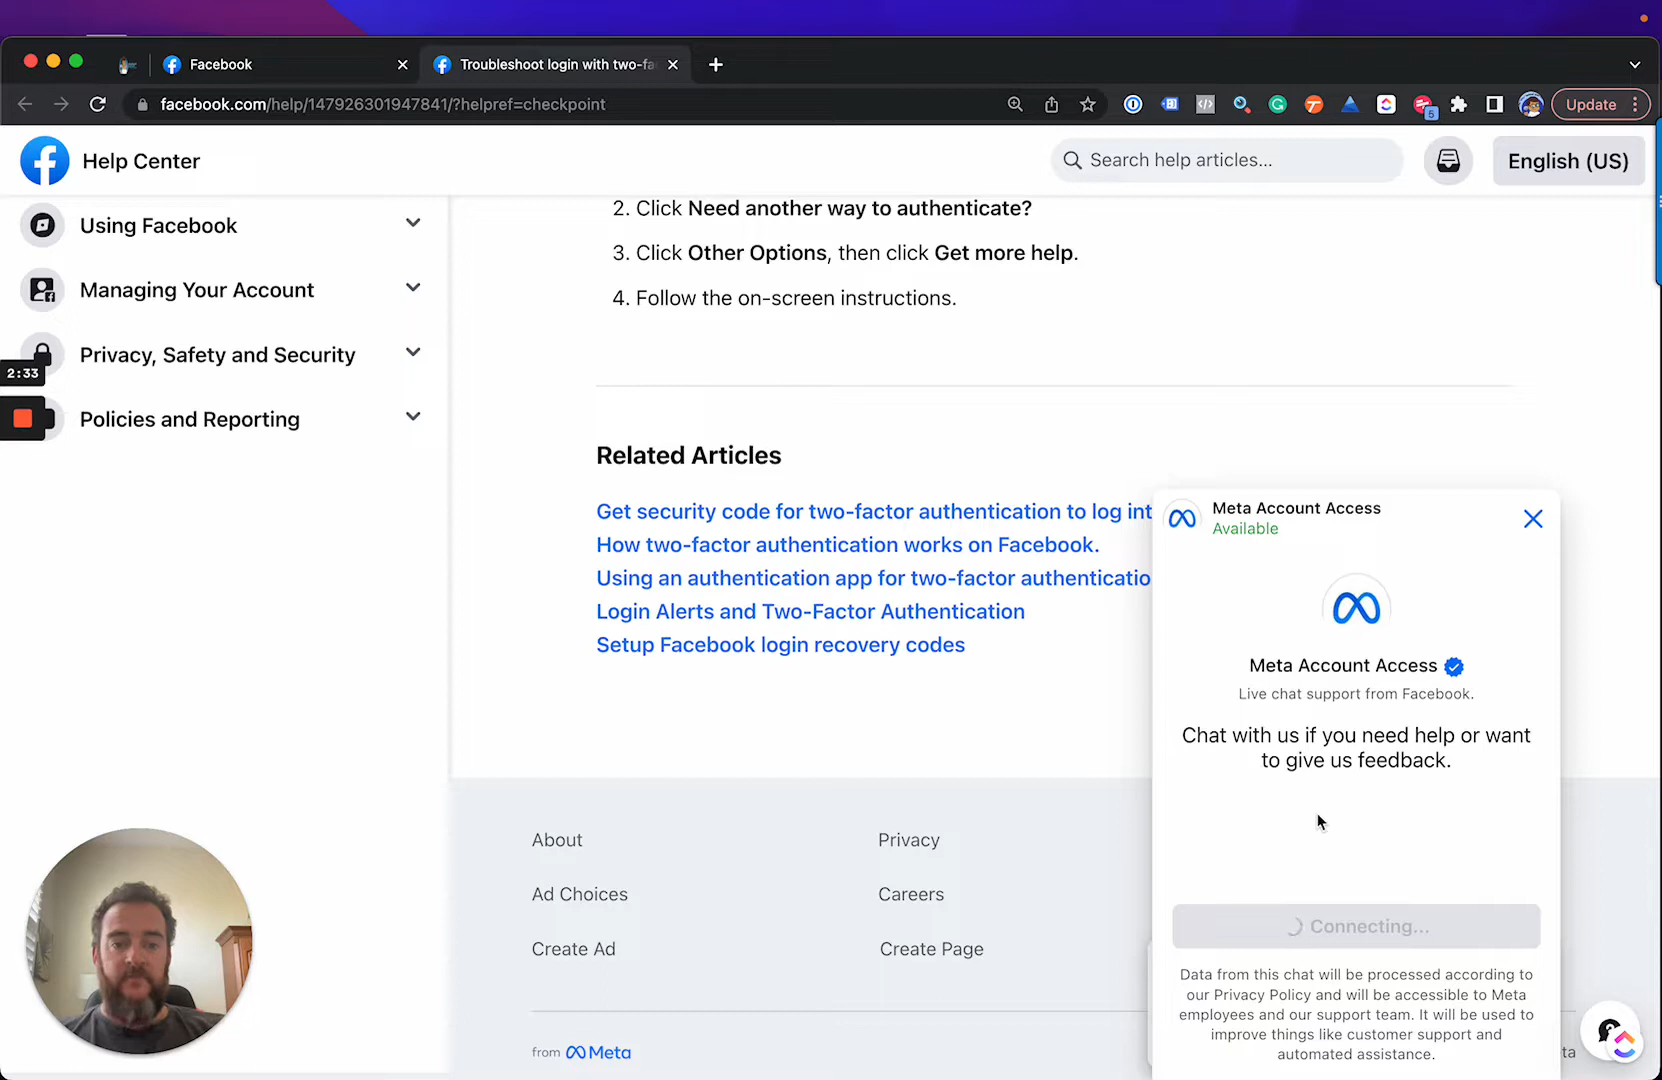 Facebook
Troubleshoot login with two-fa
facebook.com/help/147926301947841/?helpref=checkpoint
5
Update
Help Center
Search help articles...
English (US)
Using Facebook
Managing Your Account
Privacy, Safety and Security
2:33
Policies and Reporting
2. Click Need another way to authenticate?
3. Click Other Options, then click Get more help.
4. Follow the on-screen instructions.
Related Articles
Get security code for two-factor authentication to log int
How two-factor authentication works on Facebook.
Using an authentication app for two-factor authenticatio
Login Alerts and Two-Factor Authentication
Setup Facebook login recovery codes
About
Privacy
Ad Choices
Careers
Create Ad
Create Page
from Meta
Meta Account Access
Available
Meta Account Access
Live chat support from Facebook.
Chat with us if you need help or want
to give us feedback.
Connecting...
Data from this chat will be processed according to
our Privacy Policy and will be accessible to Meta
employees and our support team. It will be used to
improve things like customer support and
automated assistance.
ta